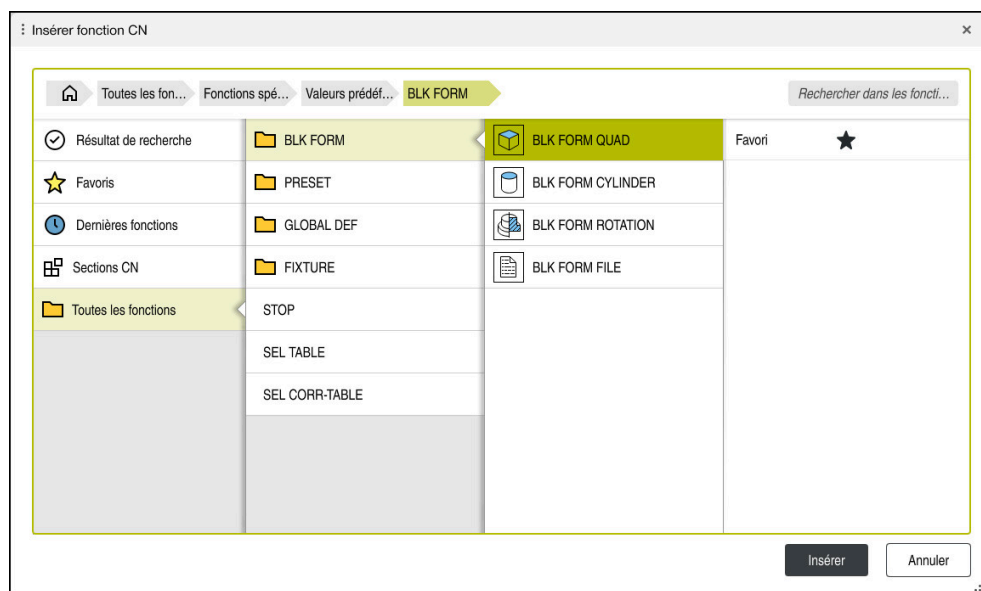 Insérer fonction CN
Toutes les fon...
Fonctions spé...
Valeurs prédéf...
BLK FORM
Rechercher dans les foncti...
Résultat de recherche
Favoris
Dernières fonctions
Sections CN
Toutes les fonctions
BLK FORM
PRESET
GLOBAL DEF
FIXTURE
STOP
SEL TABLE
SEL CORR-TABLE
BLK FORM QUAD
BLK FORM CYLINDER
BLK FORM ROTATION
BLK FORM FILE
Favori
Insérer
Annuler